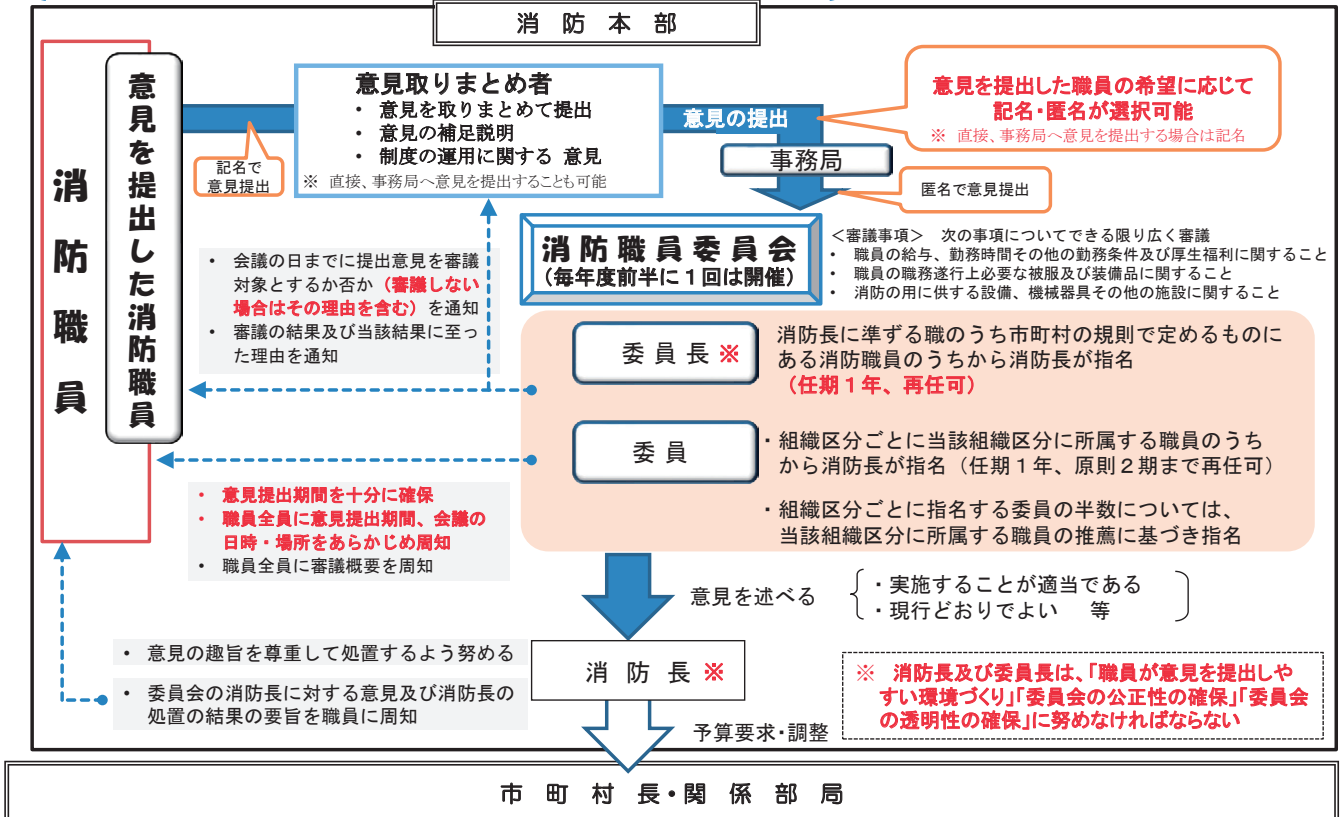 消 防 本 部
消 防 職 員
意見を提出した消防職員
記名で
意見提出
意見取りまとめ者
・ 意見を取りまとめて提出
・ 意見の補足説明
・ 制度の運用に関する 意見
※ 直接、事務局へ意見を提出することも可能
意見の提出
意見を提出した職員の希望に応じて
記名・匿名が選択可能
※ 直接、事務局へ意見を提出する場合は記名
事務局
匿名で意見提出
消防職員委員会
(毎年度前半に１回は開催)
＜審議事項＞ 次の事項についてできる限り広く審議
・ 職員の給与、勤務時間その他の勤務条件及び厚生福利に関すること
・ 職員の職務遂行上必要な被服及び装備品に関すること
・ 消防の用に供する設備、機械器具その他の施設に関すること
・ 会議の日までに提出意見を審議
対象とするか否か（審議しない
場合はその理由を含む）を通知
・ 審議の結果及び当該結果に至っ
た理由を通知
委員長※
消防長に準ずる職のうち市町村の規則で定めるものに
ある消防職員のうちから消防長が指名
（任期１年、再任可）
委員
・組織区分ごとに当該組織区分に所属する職員のうち
から消防長が指名（任期１年、原則２期まで再任可）
・組織区分ごとに指名する委員の半数については、
当該組織区分に所属する職員の推薦に基づき指名
・ 意見提出期間を十分に確保
・ 職員全員に意見提出期間、会議の
日時・場所をあらかじめ周知
・ 職員全員に審議概要を周知
意見を述べる
・実施することが適当である
・現行どおりでよい 等
・ 意見の趣旨を尊重して処置するよう努める
・ 委員会の消防長に対する意見及び消防長の
処置の結果の要旨を職員に周知
消 防 長 ※
※ 消防長及び委員長は、「職員が意見を提出しや
すい環境づくり」「委員会の公正性の確保」「委員会
の透明性の確保」に努めなければならない
予算要求・調整
市 町 村 長・関 係 部 局